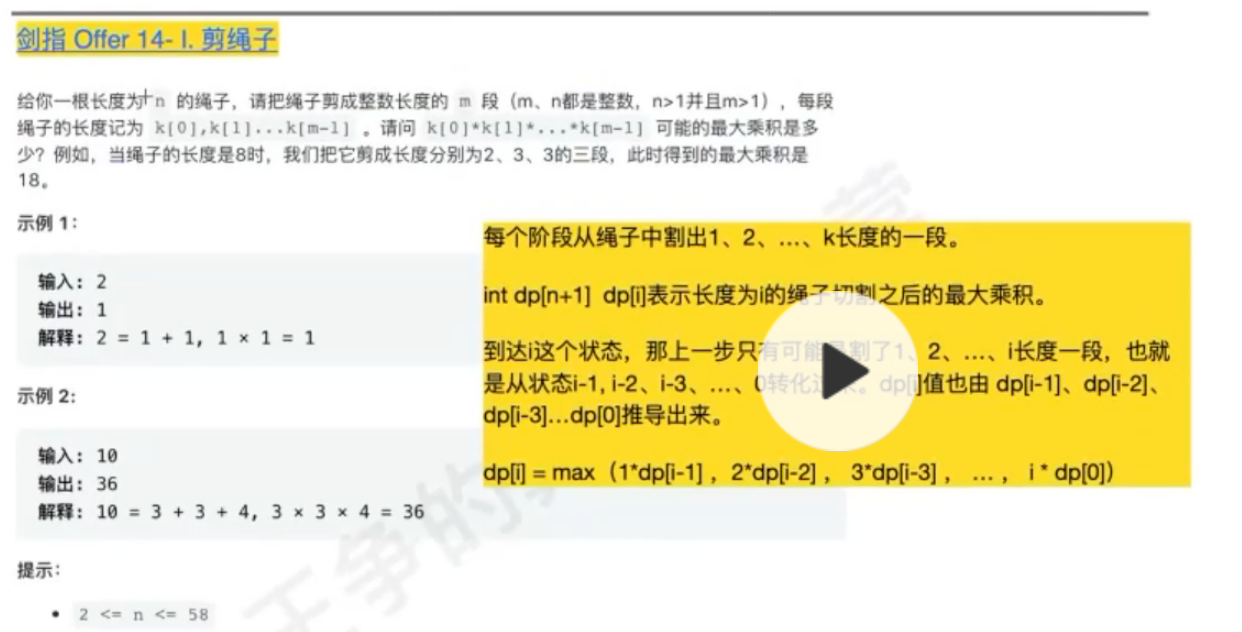 剑指 Offer 14- I. 剪绳子
给你一根长度为 n 的绳子，请把绳子剪成整数长度的 m 段（m、n都是整数，n>1并且m>1），每段
绳子的长度记为 k[0],k[1]...k[m-1] 。请问 k[0]*k[1]*...*k[m-1] 可能的最大乘积是多
少？例如，当绳子的长度是8时，我们把它剪成长度分别为2、3、3的三段，此时得到的最大乘积是
18。
示例 1：
输入: 2
输出: 1
解释: 2 = 1 + 1, 1 × 1 = 1
示例 2:
输入: 10
输出: 36
解释: 10 = 3 + 3 + 4, 3 × 3 × 4 = 36
提示：
• 2 <= n <= 58
每个阶段从绳子中割出1、2、…、k长度的一段。
int dp[n+1] dp[i]表示长度为i的绳子切割之后的最大乘积。
到达i这个状态，那上一步只有可能是割了1、2、…、i长度一段，也就
是从状态i-1, i-2、i-3、…、0转化过来。dp[i]值也由 dp[i-1]、dp[i-2]、
dp[i-3]…dp[0]推导出来。
dp[i] = max（1*dp[i-1] ，2*dp[i-2] ， 3*dp[i-3] ， … ， i * dp[0]）
王争的
营